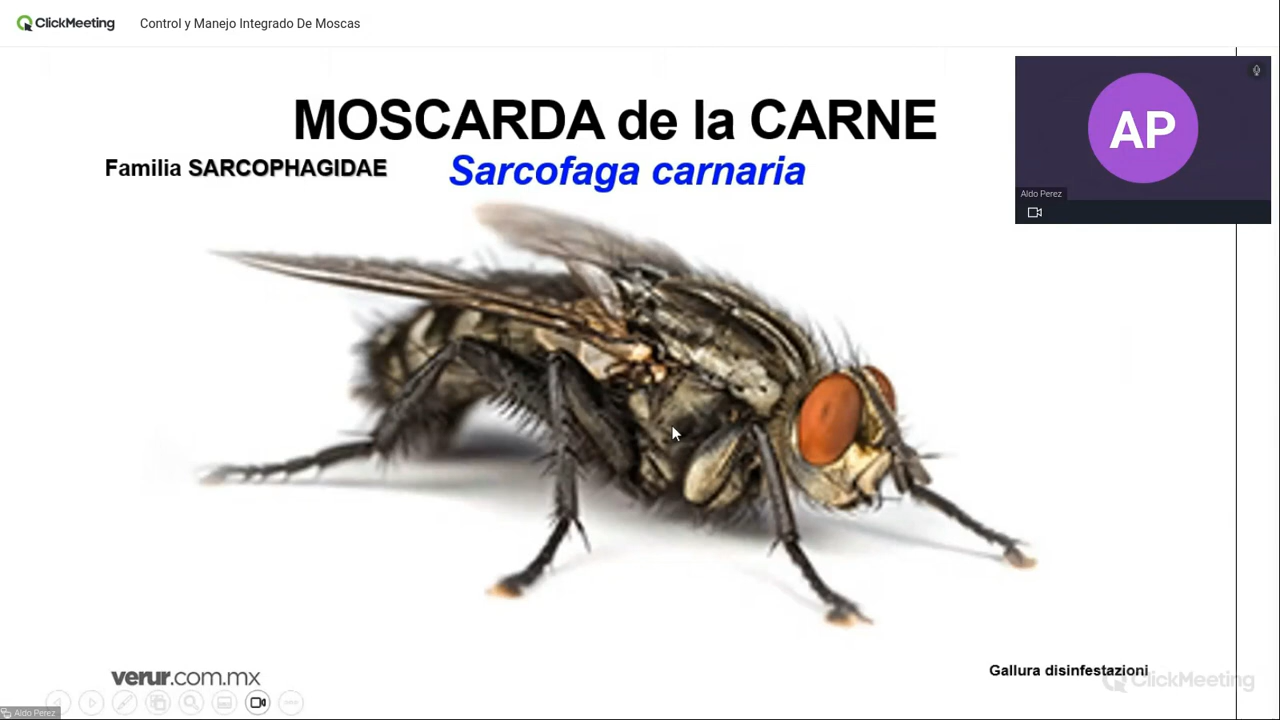 ClickMeeting Control y Manejo Integrado De Moscas
MOSCARDA de la CARNE
Familia SARCOPHAGIDAE Sarcofaga carnaria
AP
Aldo Perez
verur.com.mx
Gallura disinfestazioni
ClickMeeting
Aldo Perez